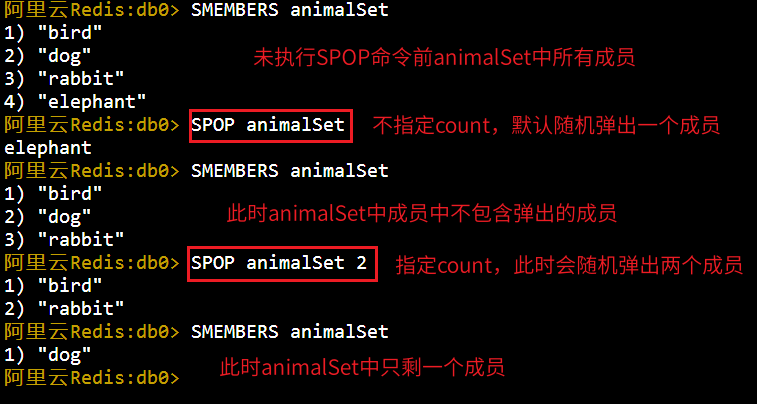 阿里云Redis:db0> SMEMBERS animalSet
1) "bird"
2) "dog"
未执行SPOP命令前animalSet中所有成员
3) "rabbit"
4) "elephant"
阿里云Redis:db0> SPOP animalSet 不指定count，默认随机弹出一个成员
elephant
阿里云Redis:db0> SMEMBERS animalSet
1) "bird"
2) "dog"
此时animalSet中成员中不包含弹出的成员
3) "rabbit"
阿里云Redis:db0> SPOP animalSet 2 指定count，此时会随机弹出两个成员
1) "bird"
2) "rabbit"
阿里云Redis:db0> SMEMBERS animalSet
1) "dog"
此时animalSet中只剩一个成员
阿里云Redis:db0>